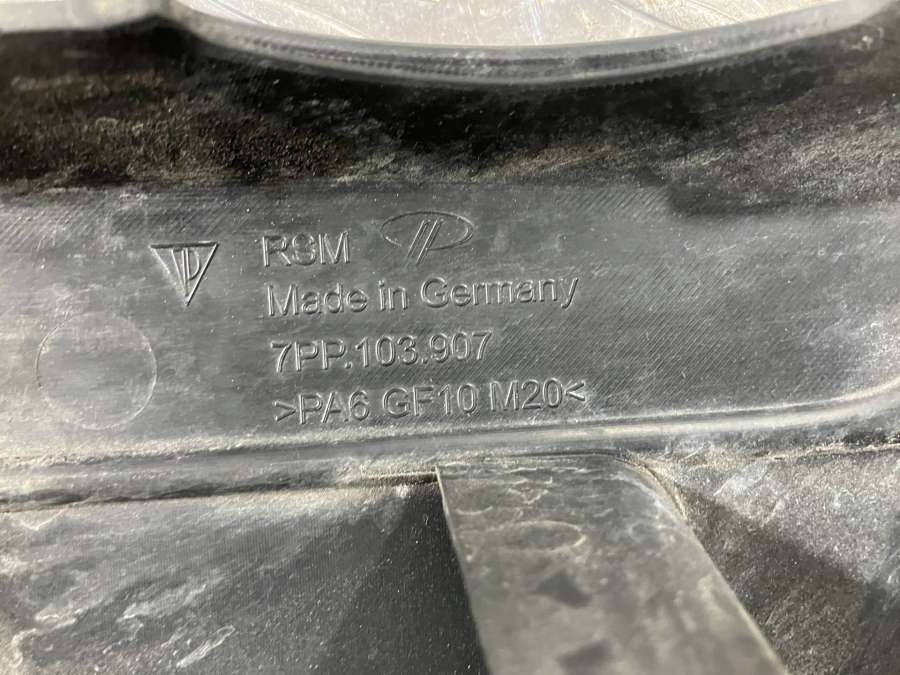 RSM
Made in Germany
7PP.103.907
>PA6 GF10 M20<